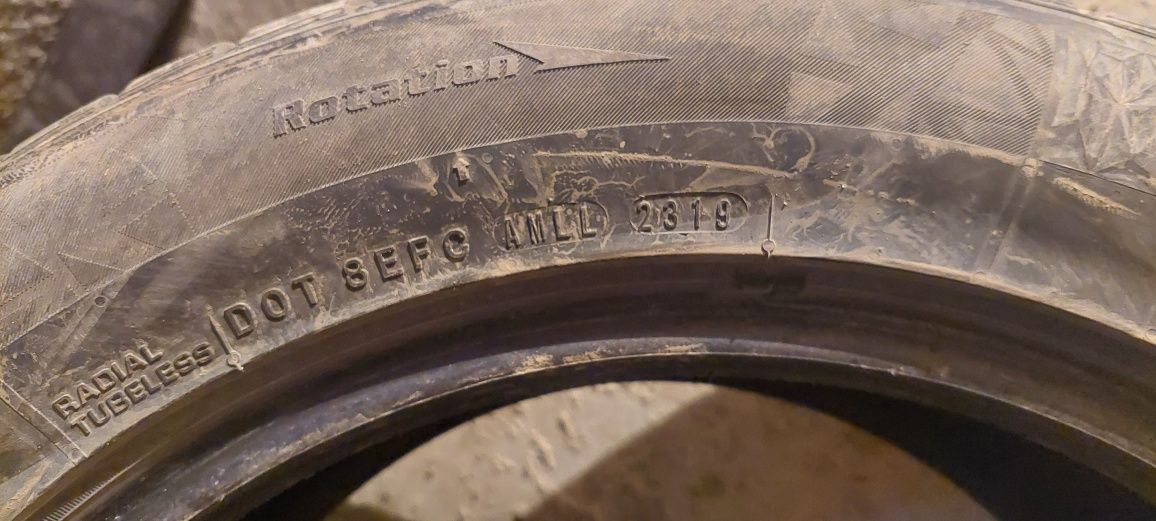 Rotation
DOT 8EFC AMLL 2319
RADIAL
TUBELESS